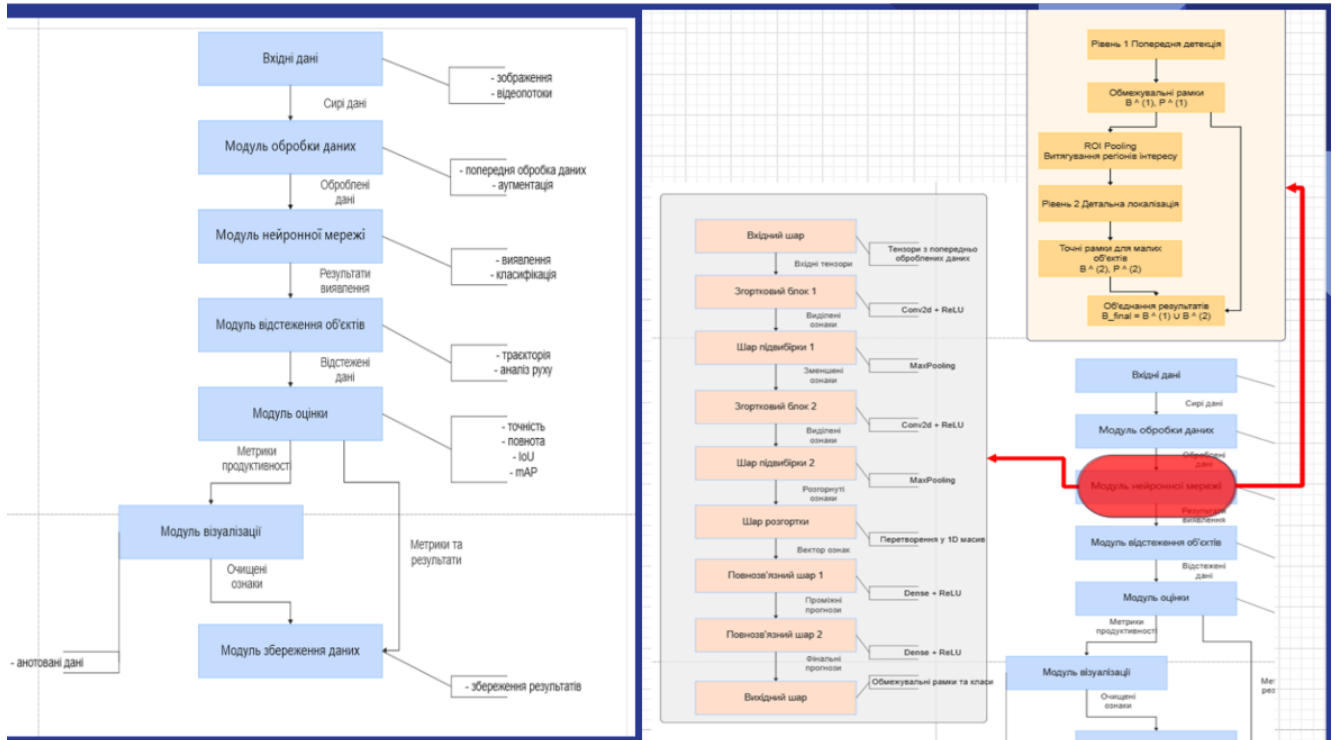 Вхідні дані
- зображення
- відеопотоки
Сирі дані
Модуль обробки даних
- попередня обробка даних
- аугментація
Оброблені
дані
Модуль нейронної мережі
- виявлення
- класифікація
Результати
виявлення
Модуль відстеження об'єктів
- траєкторія
- аналіз руху
Відстежені
дані
Модуль оцінки
- точність
- повнота
- IoU
- mAP
Метрики
продуктивності
Модуль візуалізації
Метрики та
результати
Очищені
ознаки
- анотовані дані
Модуль збереження даних
- збереження результатів
Вхідний шар
Тензори з попередньо
оброблених даних
Вхідні тензори
Згортковий блок 1
Conv2d + ReLU
Виділені
ознаки
Шар підвибірки 1
MaxPooling
Зменшені
ознаки
Згортковий блок 2
Conv2d + ReLU
Виділені
ознаки
Шар підвибірки 2
MaxPooling
Розгорнуті
ознаки
Шар розгортки
Перетворення у 1D масив
Вектор ознак
Повнозв'язний шар 1
Dense + ReLU
Проміжні
прогнози
Повнозв'язний шар 2
Dense + ReLU
Фінальні
прогнози
Вихідний шар
Обмежувальні рамки та класи
Рівень 1 Попередня детекція
Обмежувальні рамки
B ^ (1), P ^ (1)
ROI Pooling
Витягування регіонів інтересу
Рівень 2 Детальна локалізація
Точні рамки для малих
об'єктів
B ^ (2), P ^ (2)
Об'єднання результатів
B_final = B ^ (1) ∪ B ^ (2)
Вхідні дані
Сирі дані
Модуль обробки даних
Оброблені
дані
Модуль нейронної мережі
Результати
виявлення
Модуль відстеження об'єктів
Відстежені
дані
Модуль оцінки
Метрики
продуктивності
Модуль візуалізації
Очищені
ознаки